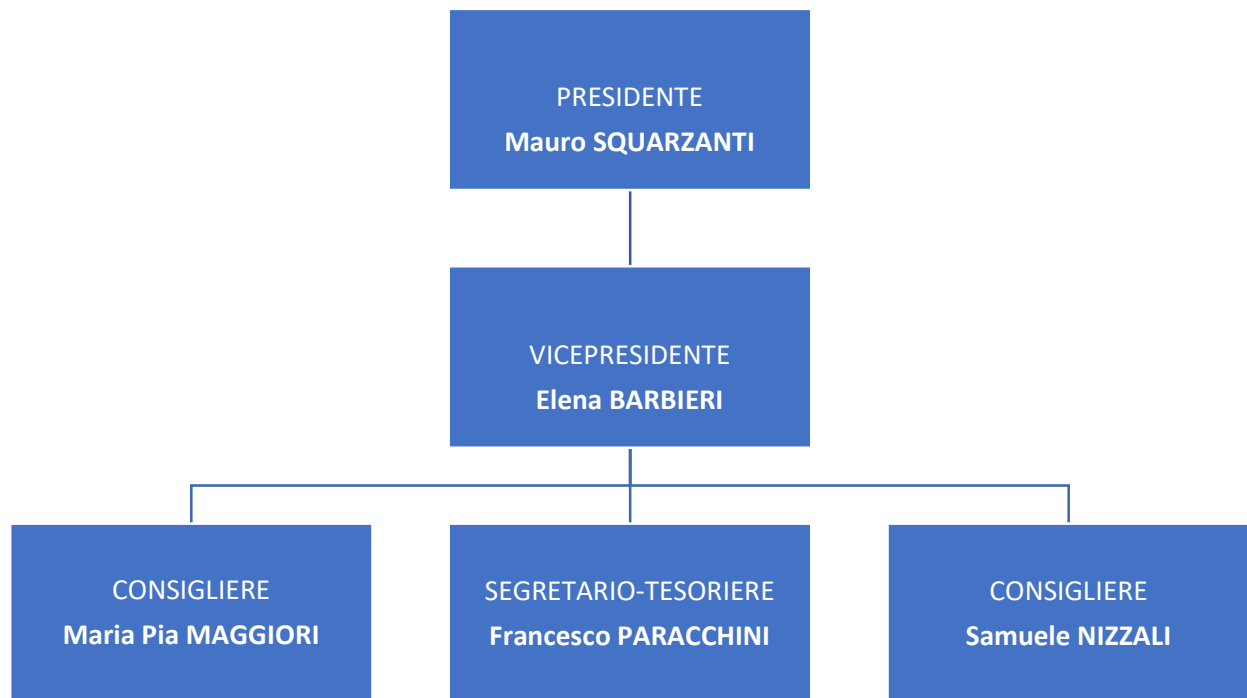 PRESIDENTE
Mauro SQUARZANTI
VICEPRESIDENTE
Elena BARBIERI
CONSIGLIERE
Maria Pia MAGGIORI
SEGRETARIO-TESORIERE
Francesco PARACCHINI
CONSIGLIERE
Samuele NIZZALI